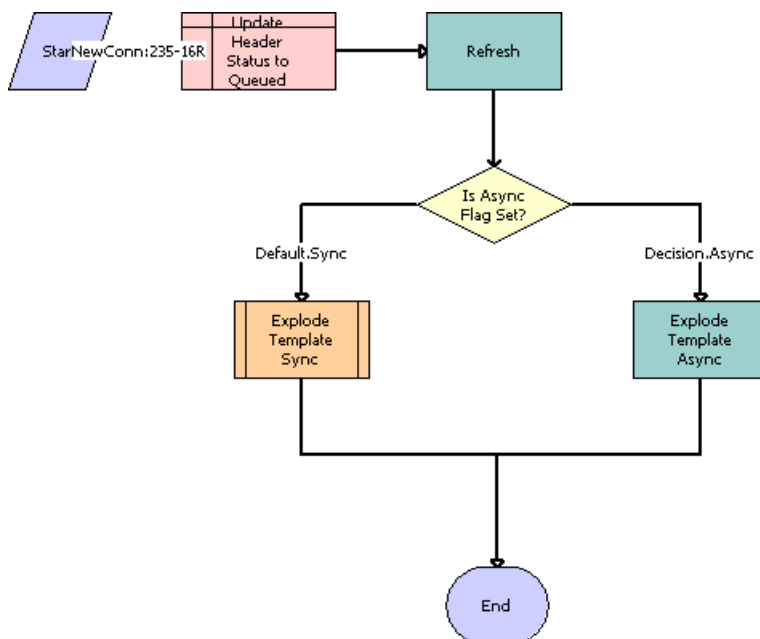 StarNewConn:235-16R
Update
Header
Status to
Queued
Refresh
Is Async
Flag Set?
Default.Sync
Decision.Async
Explode
Template
Sync
Explode
Template
Async
End